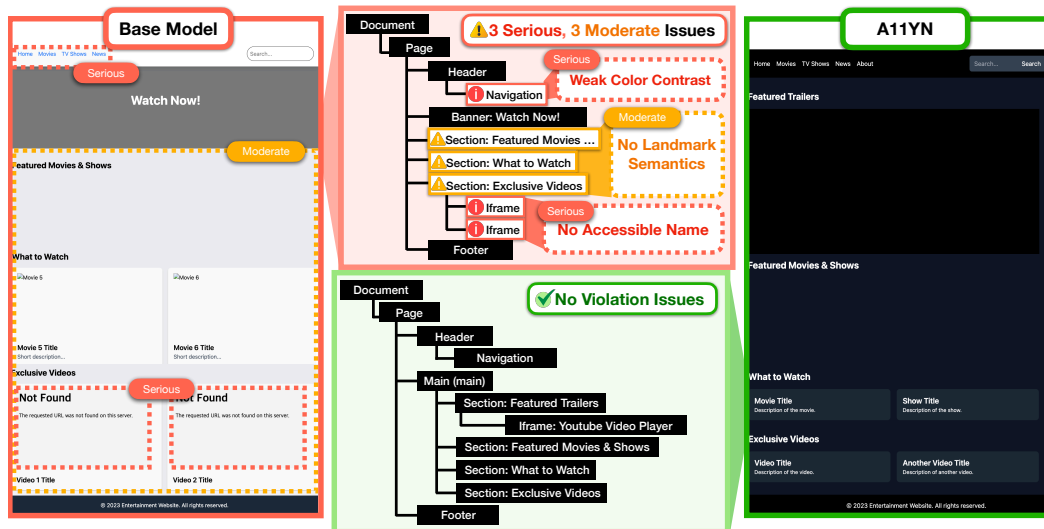 Base Model
Home Movies TV Shows News
Search...
Serious
Watch Now!
Moderate
Featured Movies & Shows
What to Watch
Movie 5
Movie 6
Movie 5 Title
Short description...
Movie 6 Title
Short description...
Exclusive Videos
Serious
Not Found
The requested URL was not found on this server.
Not Found
The requested URL was not found on this server.
Video 1 Title
Video 2 Title
© 2023 Entertainment Website. All rights reserved.
3 Serious, 3 Moderate Issues
Document
Page
Header
Navigation
Serious
Weak Color Contrast
Banner: Watch Now!
Section: Featured Movies ...
Section: What to Watch
Section: Exclusive Videos
Moderate
No Landmark
Semantics
Iframe
Iframe
Serious
No Accessible Name
Footer
No Violation Issues
Document
Page
Header
Navigation
Main (main)
Section: Featured Trailers
Iframe: Youtube Video Player
Section: Featured Movies & Shows
Section: What to Watch
Section: Exclusive Videos
Footer
A11YN
Home Movies TV Shows News About
Search... Search
Featured Trailers
Featured Movies & Shows
What to Watch
Movie Title
Description of the movie.
Show Title
Description of the show.
Exclusive Videos
Video Title
Description of the video.
Another Video Title
Description of another video.
© 2023 Entertainment Website. All rights reserved.